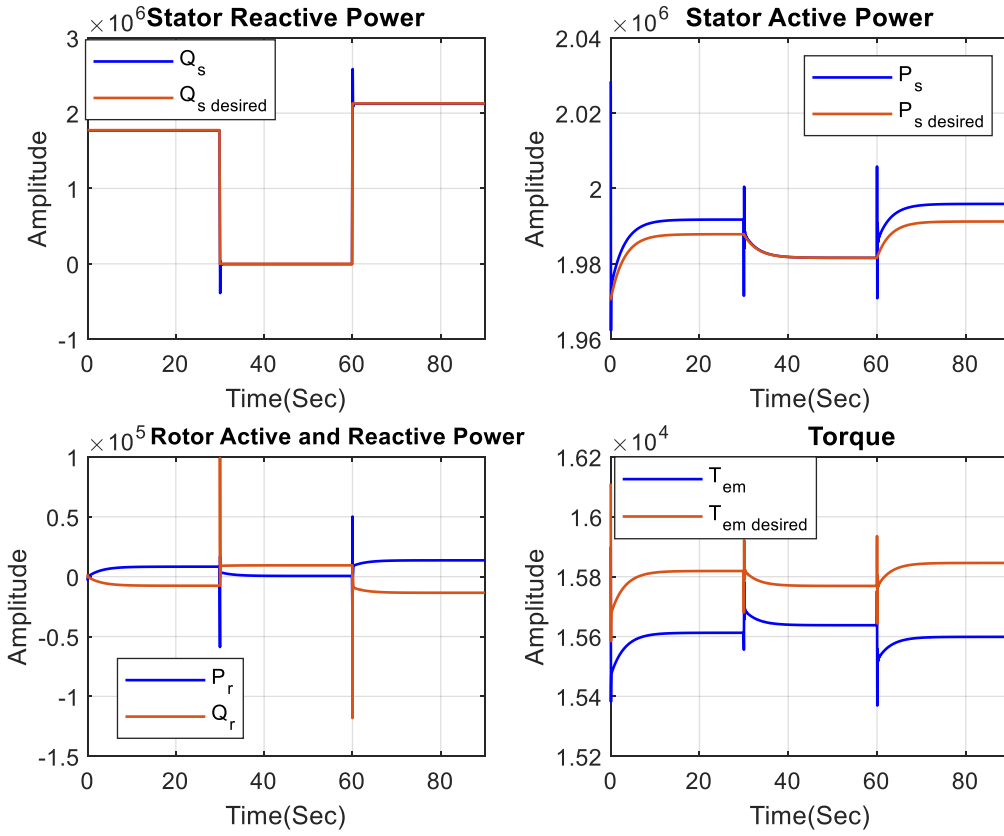 ×10^6 Stator Reactive Power
3
2
1
0
-1
Amplitude
Q_s
Q_s desired
0 20 40 60 80
Time(Sec)
×10^6 Stator Active Power
2.04
2.02
2
1.98
1.96
Amplitude
P_s
P_s desired
0 20 40 60 80
Time(Sec)
×10^5 Rotor Active and Reactive Power
1
0.5
0
-0.5
-1
-1.5
Amplitude
P_r
Q_r
0 20 40 60 80
Time(Sec)
×10^4 Torque
1.62
1.6
1.58
1.56
1.54
1.52
Amplitude
T_em
T_em desired
0 20 40 60 80
Time(Sec)